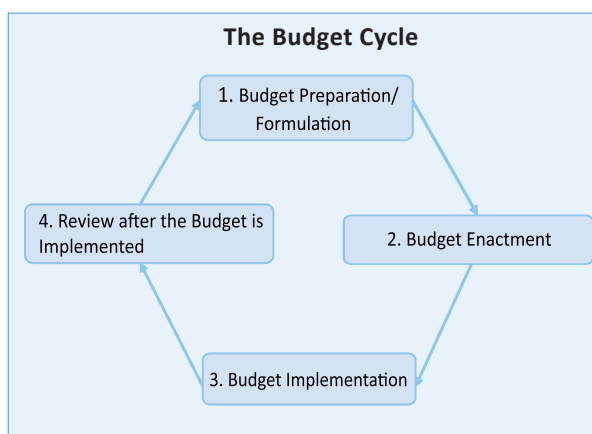 The Budget Cycle
1. Budget Preparation/
Formulation
2. Budget Enactment
3. Budget Implementation
4. Review after the Budget is
Implemented